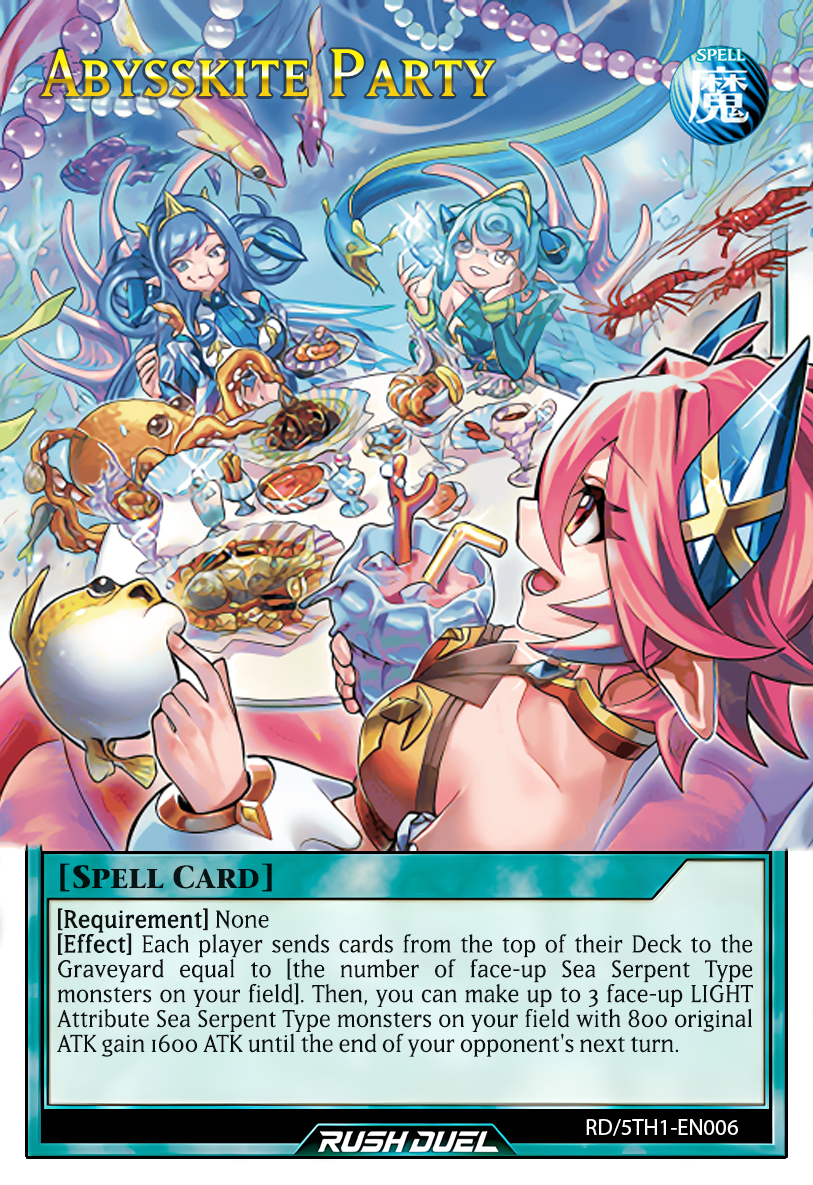 Abysskite Party
SPELL
魔
[Spell Card]
[Requirement] None
[Effect] Each player sends cards from the top of their Deck to the
Graveyard equal to [the number of face-up Sea Serpent Type
monsters on your field]. Then, you can make up to 3 face-up LIGHT
Attribute Sea Serpent Type monsters on your field with 800 original
ATK gain 1600 ATK until the end of your opponent's next turn.
RD/5TH1-EN006
RUSH DUEL